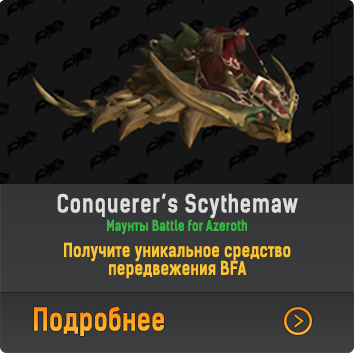 Conquerer's Scythemaw
Маунты Battle for Azeroth
Получите уникальное средство
передвежения BFA
Подробнее